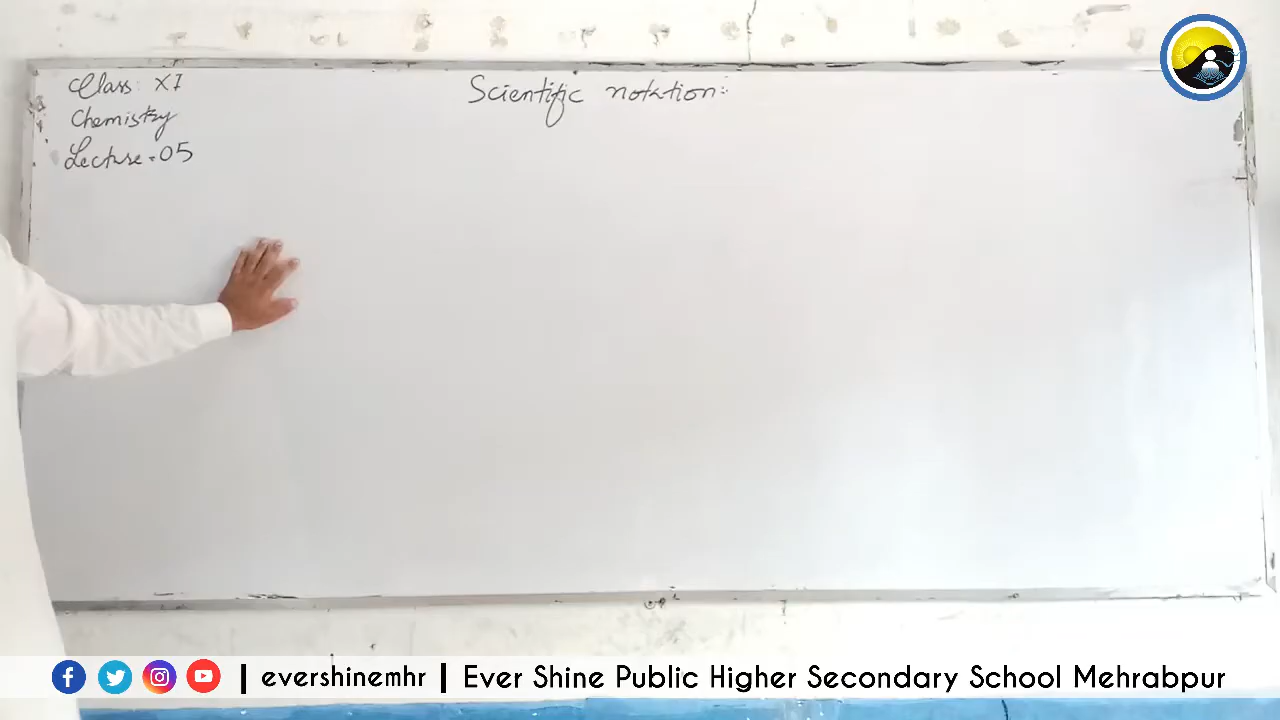 Class: XI
Chemistry
Lecture = 05
Scientific notation:
| evershinemhr | Ever Shine Public Higher Secondary School Mehrabpur